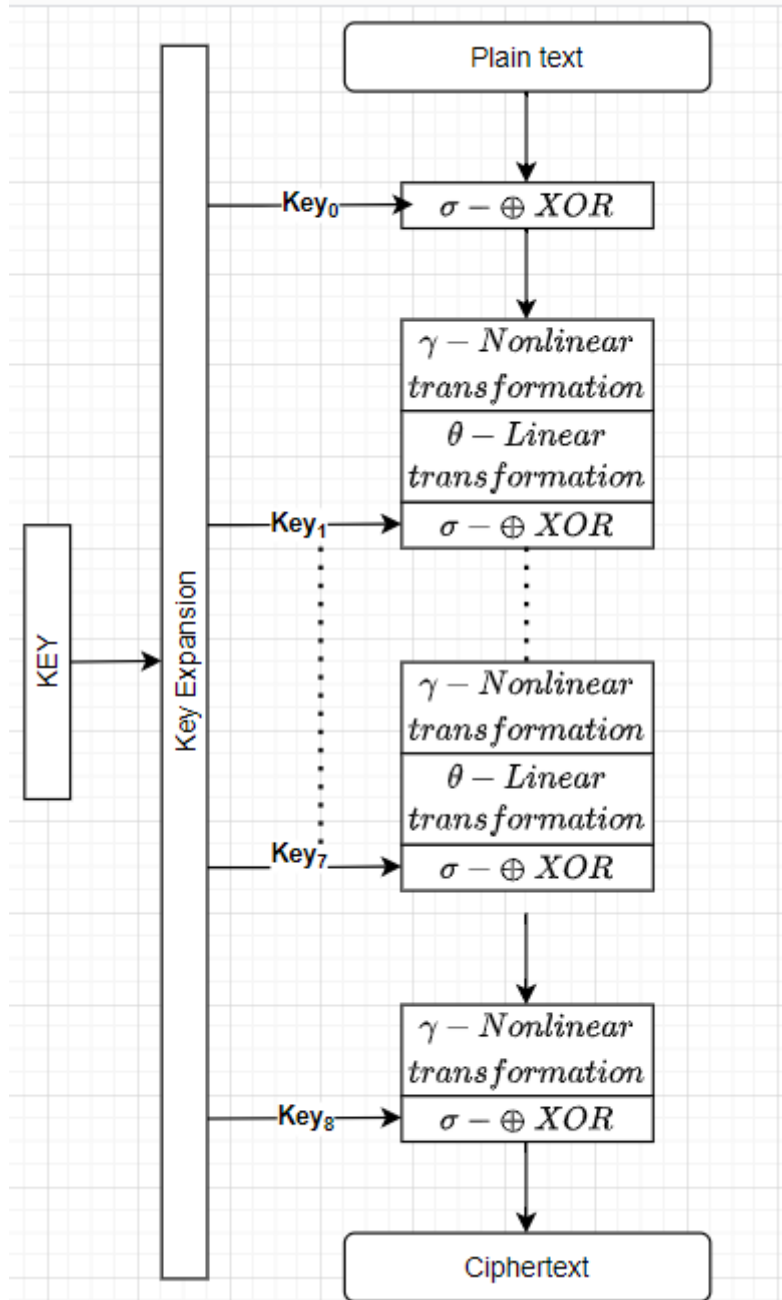 Plain text
Key₀
σ − ⊕ XOR
γ − Nonlinear
transformation
θ − Linear
transformation
Key₁
σ − ⊕ XOR
KEY
Key Expansion
γ − Nonlinear
transformation
θ − Linear
transformation
Key₇
σ − ⊕ XOR
γ − Nonlinear
transformation
Key₈
σ − ⊕ XOR
Ciphertext